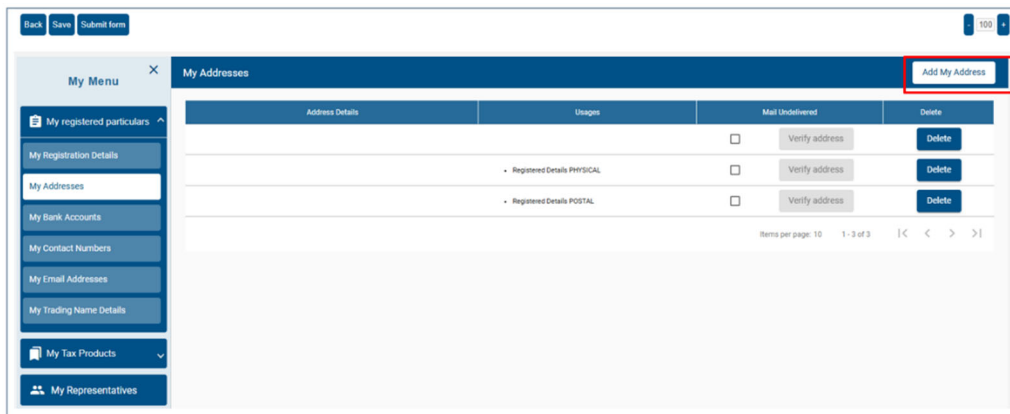 Back Save Submit form - 100 +
My Menu ×
My Addresses Add My Address
My registered particulars
My Registration Details
My Addresses
My Bank Accounts
My Contact Numbers
My Email Addresses
My Trading Name Details
My Tax Products
My Representatives
Address Details Usages Mail Undelivered Delete
Verify address Delete
• Registered Details PHYSICAL Verify address Delete
• Registered Details POSTAL Verify address Delete
Items per page: 10 1 - 3 of 3 |< < > >|